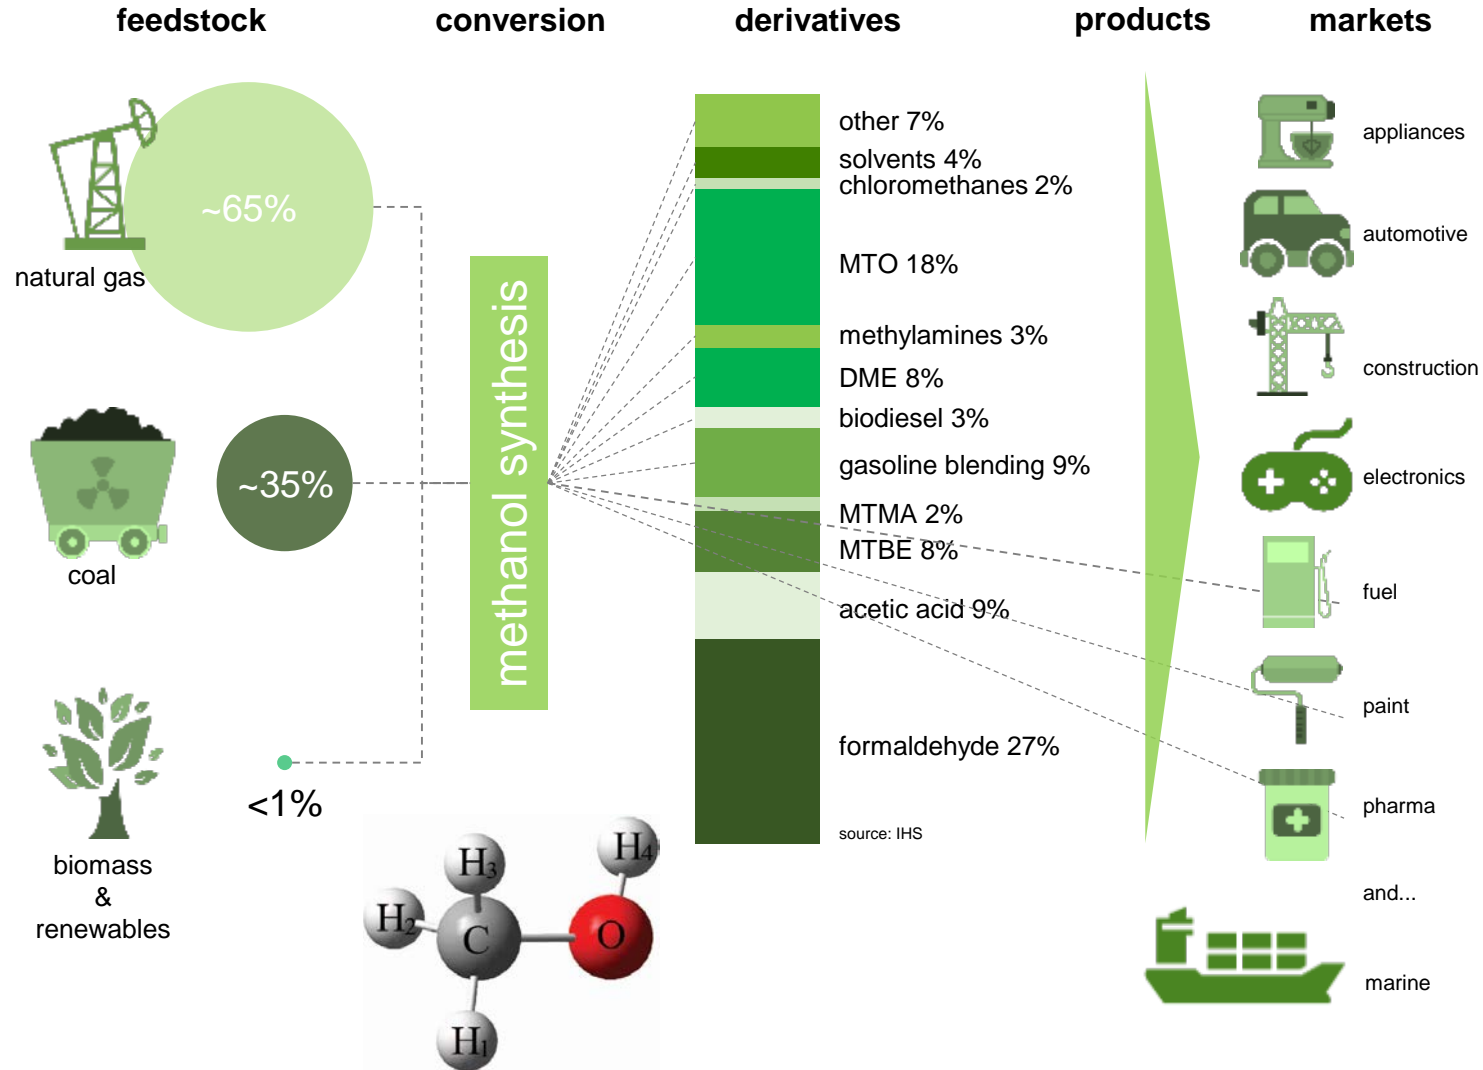 feedstock
conversion
derivatives
products
markets
~65%
natural gas
~35%
coal
<1%
biomass
&
renewables
methanol synthesis
H3
H4
H2
C
O
H1
other 7%
solvents 4%
chloromethanes 2%
MTO 18%
methylamines 3%
DME 8%
biodiesel 3%
gasoline blending 9%
MTMA 2%
MTBE 8%
acetic acid 9%
formaldehyde 27%
source: IHS
appliances
automotive
construction
electronics
fuel
paint
pharma
and...
marine